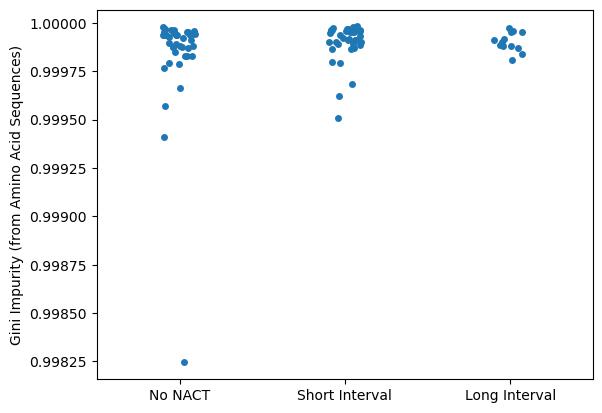 Gini Impurity (from Amino Acid Sequences)
1.00000
0.99975
0.99950
0.99925
0.99900
0.99875
0.99850
0.99825
No NACT
Short Interval
Long Interval